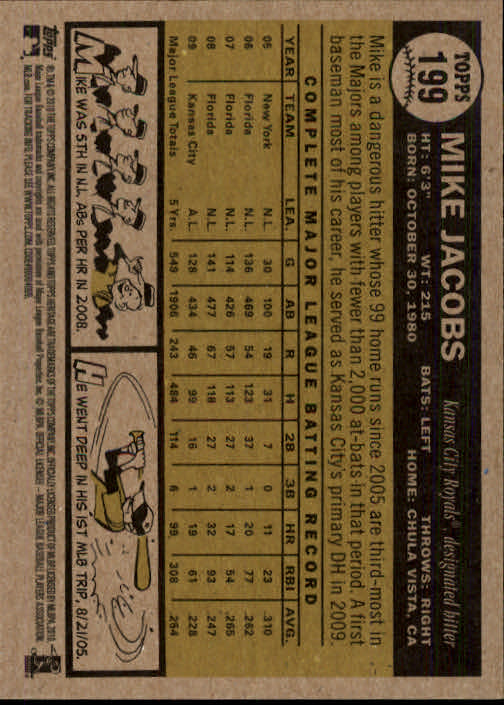 TOPPS
199
MIKE JACOBS
Kansas City Royals® designated hitter
HT: 6'3" WT: 215 BATS: LEFT THROWS: RIGHT
BORN: OCTOBER 30, 1980 HOME: CHULA VISTA, CA
Mike is a dangerous hitter whose 99 home runs since 2005 are third-most in
the Majors among players with fewer than 2,000 at-bats in that period. A first
baseman most of his career, he served as Kansas City's primary DH in 2009.
COMPLETE MAJOR LEAGUE BATTING RECORD
YEAR TEAM LEA. G AB R H 2B 3B HR RBI AVG.
05 New York N.L. 30 100 19 31 7 0 11 23 .310
06 Florida N.L. 136 469 54 123 37 1 20 77 .262
07 Florida N.L. 114 426 57 113 27 2 17 54 .265
08 Florida N.L. 141 477 67 118 27 2 32 93 .247
09 Kansas City A.L. 128 434 46 99 16 1 19 61 .228
Major League Totals 5 Yrs. 549 1906 243 484 114 6 99 308 .254
MIKE WAS 5TH IN N.L. ABs PER HR IN 2008.
HE WENT DEEP IN HIS 1ST MLB TRIP, 8/21/05.
TOPPS